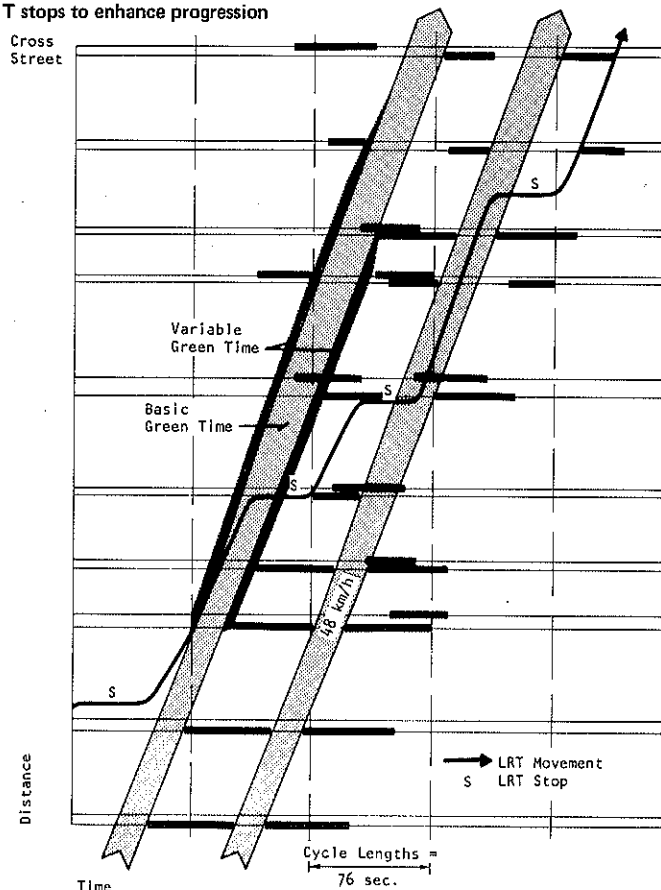 T stops to enhance progression
Cross
Street
S
Variable
Green Time
S
Basic
Green Time
S
48 km/h
S
LRT Movement
S LRT Stop
Distance
Cycle Lengths =
76 sec.
Time